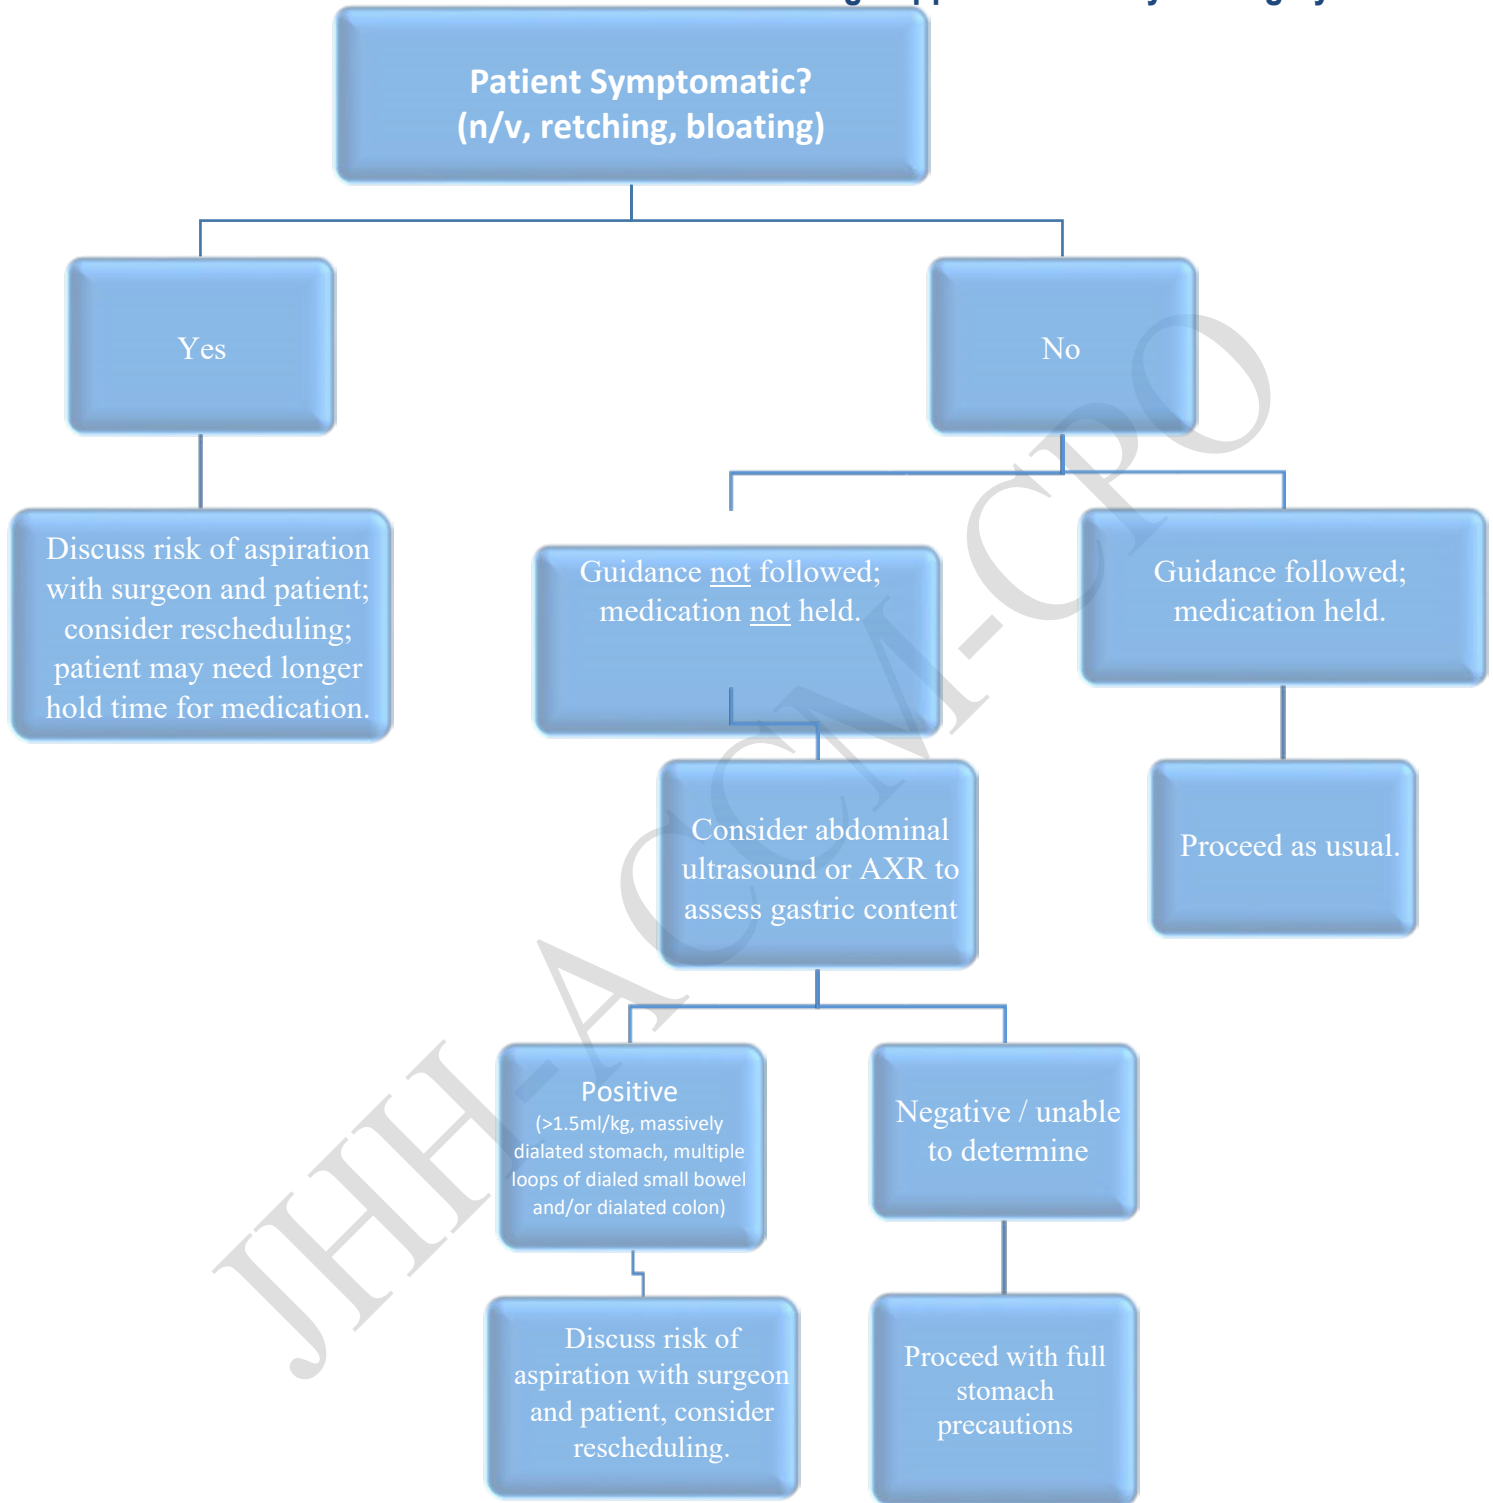 Patient Symptomatic?
(n/v, retching, bloating)
Yes
No
Discuss risk of aspiration
with surgeon and patient;
consider rescheduling;
patient may need longer
hold time for medication.
Guidance not followed;
medication not held.
Guidance followed;
medication held.
Consider abdominal
ultrasound or AXR to
assess gastric content
Proceed as usual.
Positive
(>1.5ml/kg, massively
dialated stomach, multiple
loops of dialed small bowel
and/or dialated colon)
Negative / unable
to determine
Discuss risk of
aspiration with surgeon
and patient, consider
rescheduling.
Proceed with full
stomach
precautions
JHH-ACCM-CPO